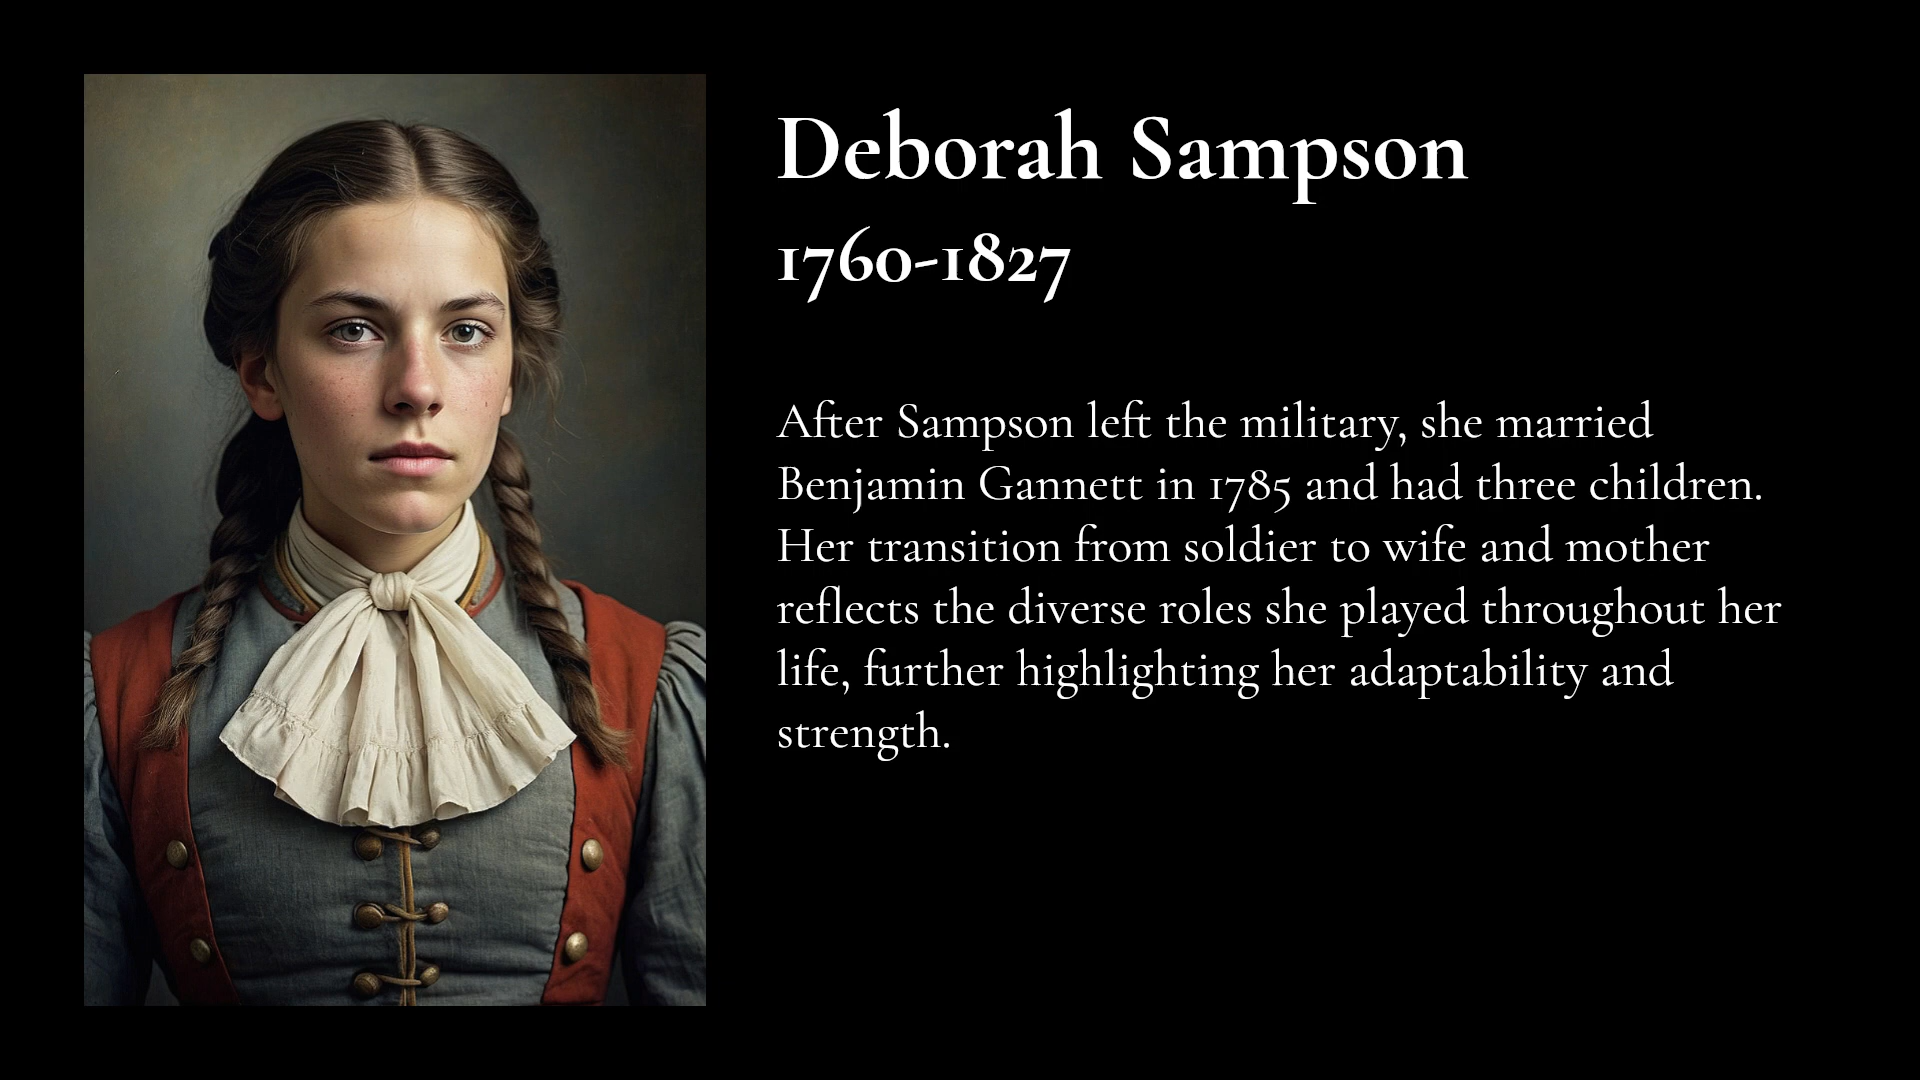 Deborah Sampson
1760-1827
After Sampson left the military, she married
Benjamin Gannett in 1785 and had three children.
Her transition from soldier to wife and mother
reflects the diverse roles she played throughout her
life, further highlighting her adaptability and
strength.